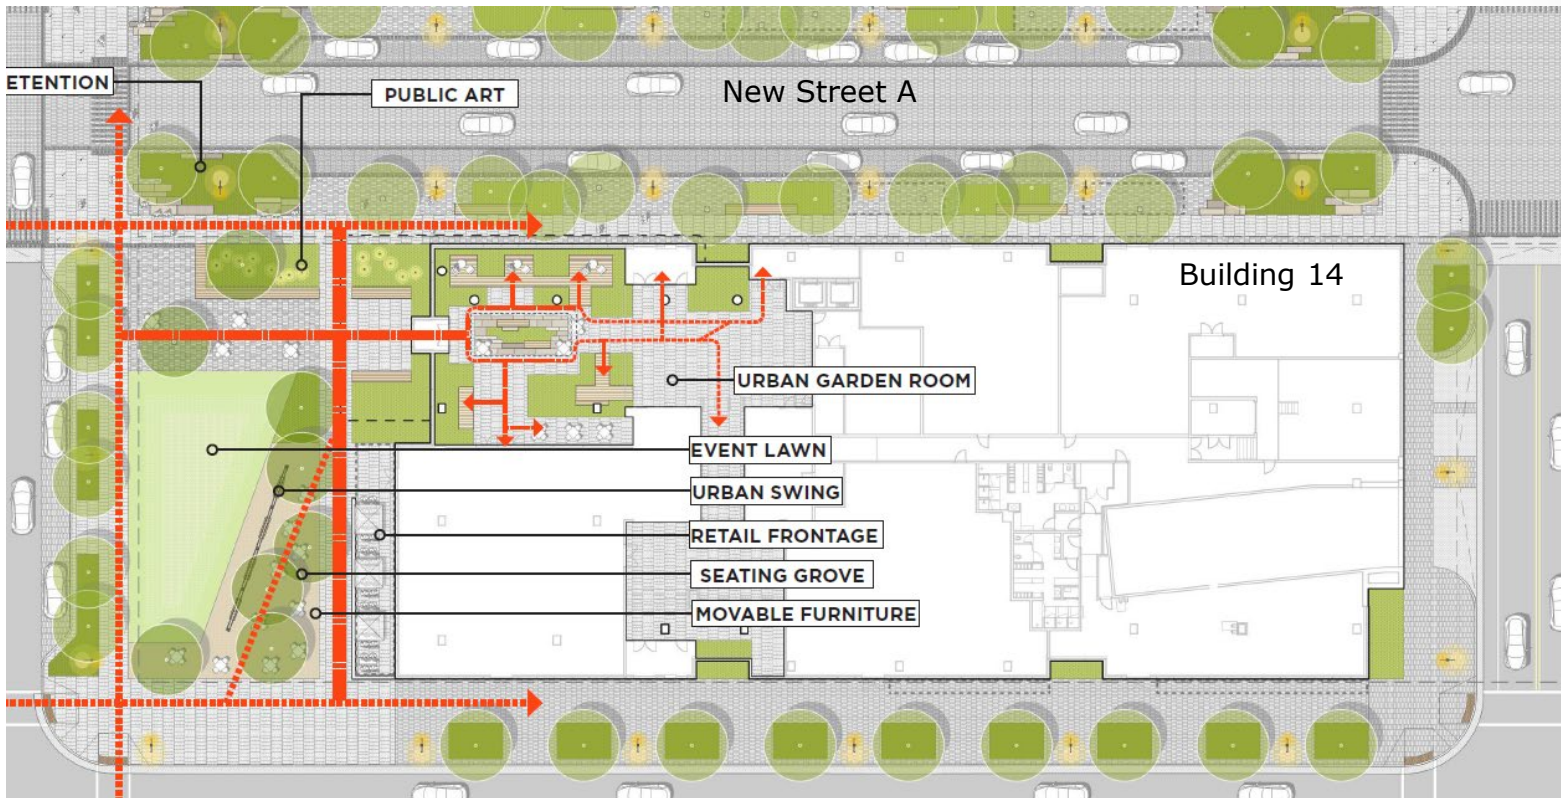 New Street A
ETENTION
PUBLIC ART
Building 14
URBAN GARDEN ROOM
EVENT LAWN
URBAN SWING
RETAIL FRONTAGE
SEATING GROVE
MOVABLE FURNITURE